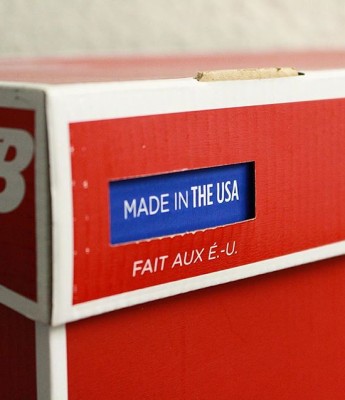 B
MADE IN THE USA
FAIT AUX É.-U.